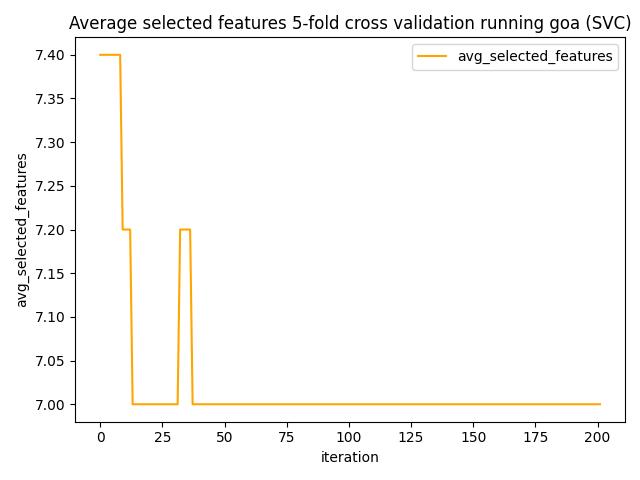 Average selected features 5-fold cross validation running goa (SVC)
avg_selected_features
7.40
7.35
7.30
7.25
7.20
7.15
7.10
7.05
7.00
avg_selected_features
0 25 50 75 100 125 150 175 200
iteration